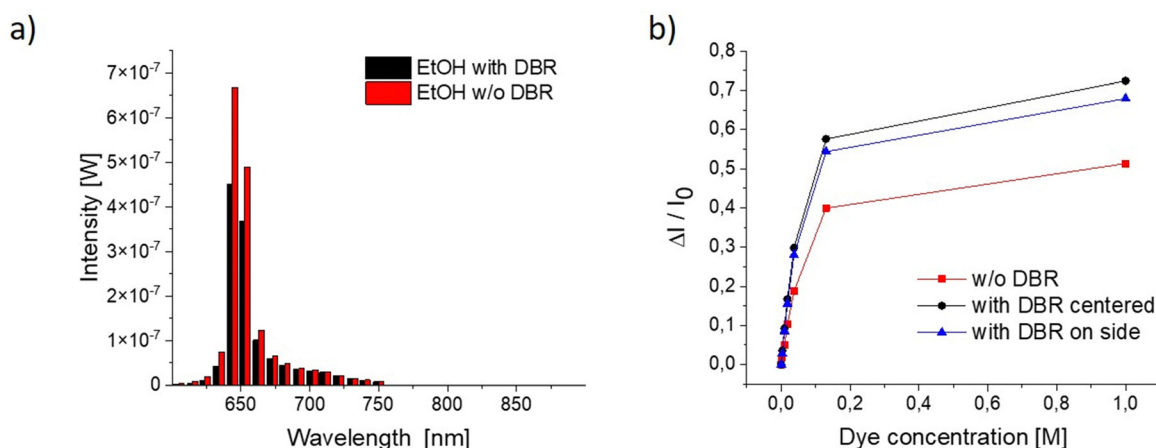 a)
7×10⁻⁷
6×10⁻⁷
5×10⁻⁷
4×10⁻⁷
3×10⁻⁷
2×10⁻⁷
1×10⁻⁷
0
Intensity [W]
EtOH with DBR
EtOH w/o DBR
650
700
750
800
850
Wavelength [nm]
b)
0,8
0,7
0,6
0,5
0,4
0,3
0,2
0,1
0,0
ΔI / I₀
w/o DBR
with DBR centered
with DBR on side
0,0
0,2
0,4
0,6
0,8
1,0
Dye concentration [M]